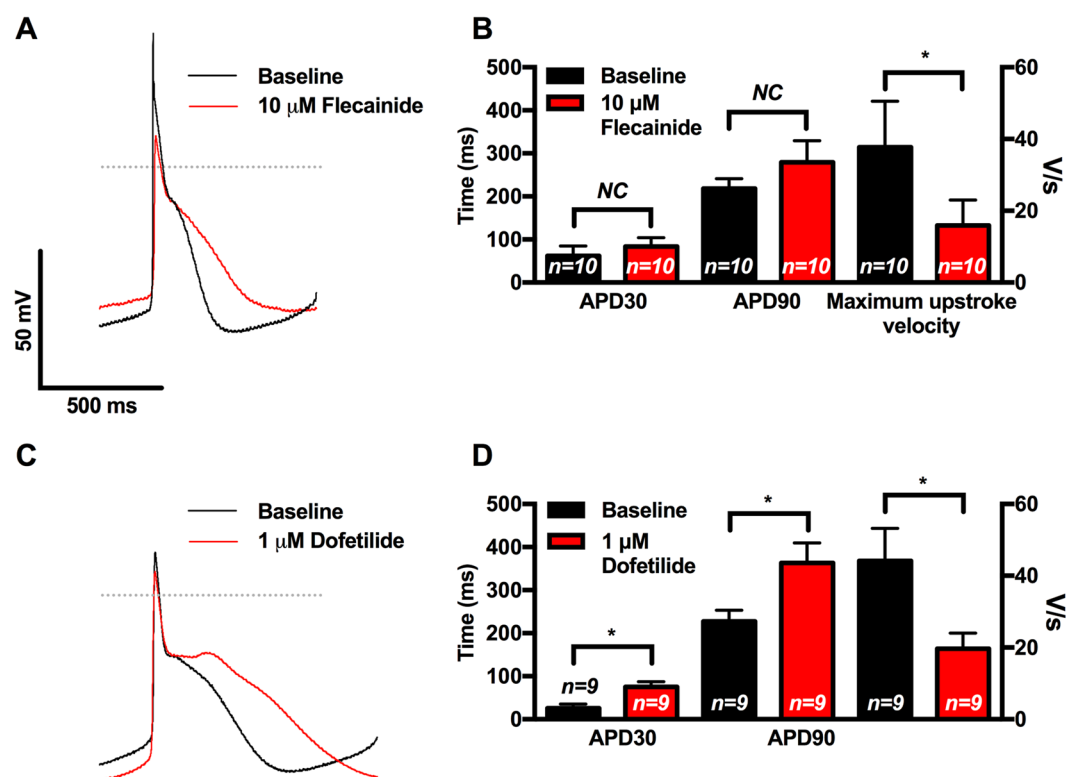 A
Baseline
10 μM Flecainide
50 mV
500 ms
B
500
400
300
200
100
0
Time (ms)
Baseline
10 μM
Flecainide
NC
NC
*
n=10
n=10
n=10
n=10
n=10
n=10
APD30
APD90
Maximum upstroke
velocity
60
40
20
0
V/s
C
Baseline
1 μM Dofetilide
D
500
400
300
200
100
0
Time (ms)
Baseline
1 μM
Dofetilide
*
*
*
n=9
n=9
n=9
n=9
n=9
n=9
APD30
APD90
60
40
20
0
V/s